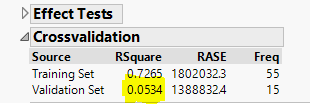 Effect Tests
Crossvalidation
Source RSquare RASE Freq
Training Set 0.7265 1802032.3 55
Validation Set 0.0534 1388832.4 15